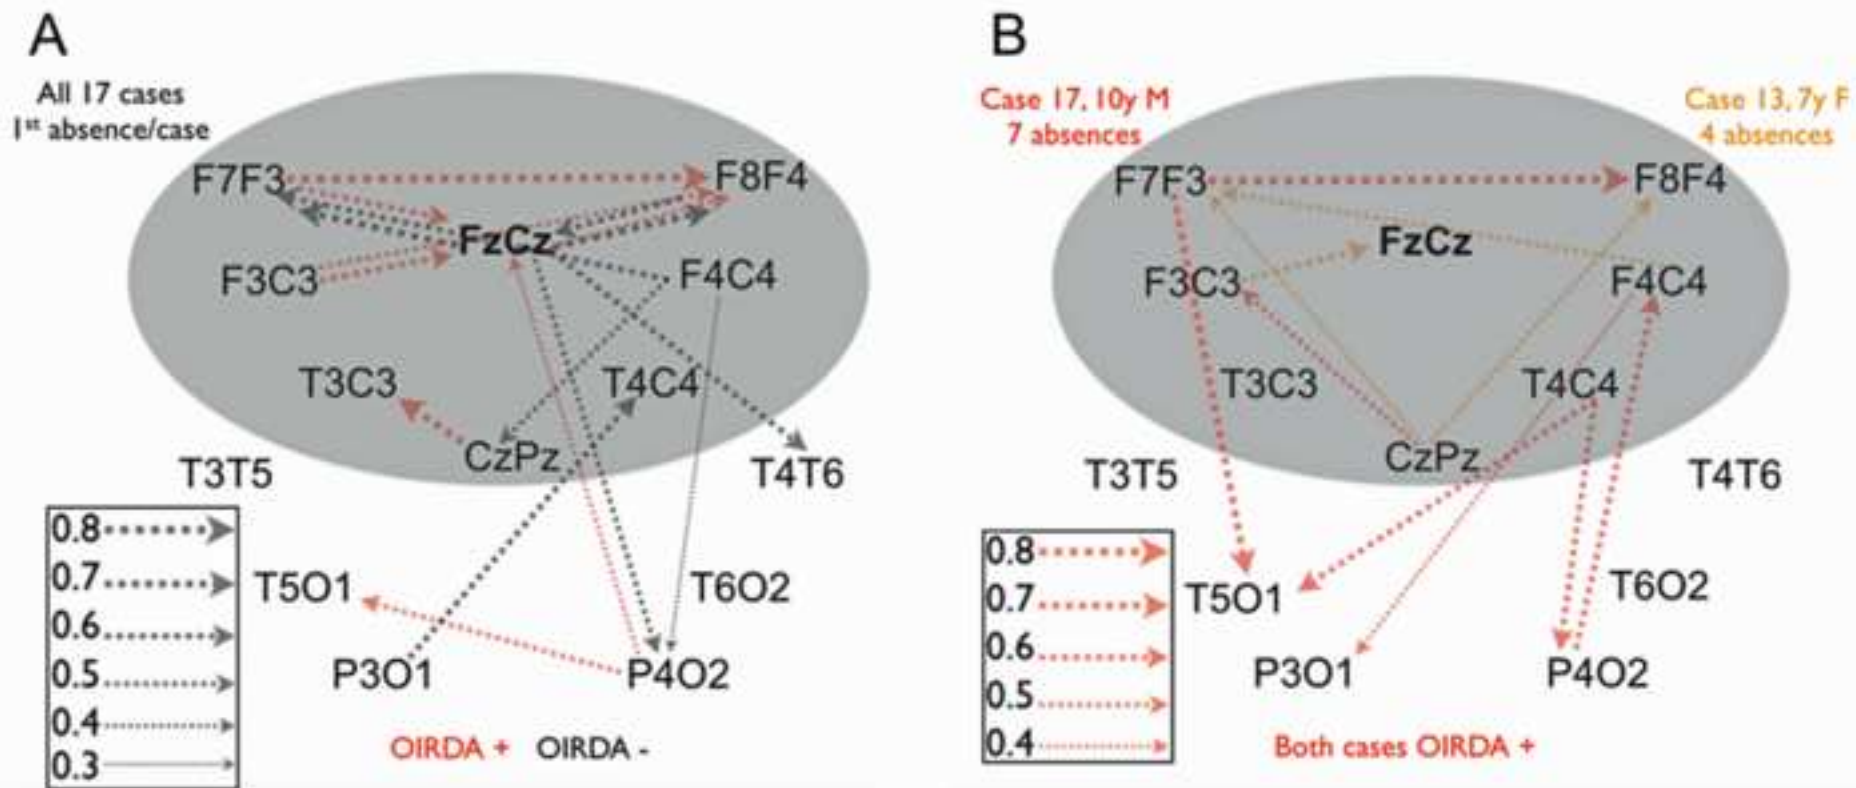 A
All 17 cases
1st absence/case
F7F3
F8F4
FzCz
F3C3
F4C4
T3C3
T4C4
CzPz
T3T5
T4T6
0.8
0.7
0.6
0.5
0.4
0.3
T5O1
T6O2
P3O1
P4O2
OIRDA + OIRDA -
B
Case 17, 10y M
7 absences
Case 13, 7y F
4 absences
F7F3
F8F4
FzCz
F3C3
F4C4
T3C3
T4C4
CzPz
T3T5
T4T6
0.8
0.7
0.6
0.5
0.4
T5O1
T6O2
P3O1
P4O2
Both cases OIRDA +